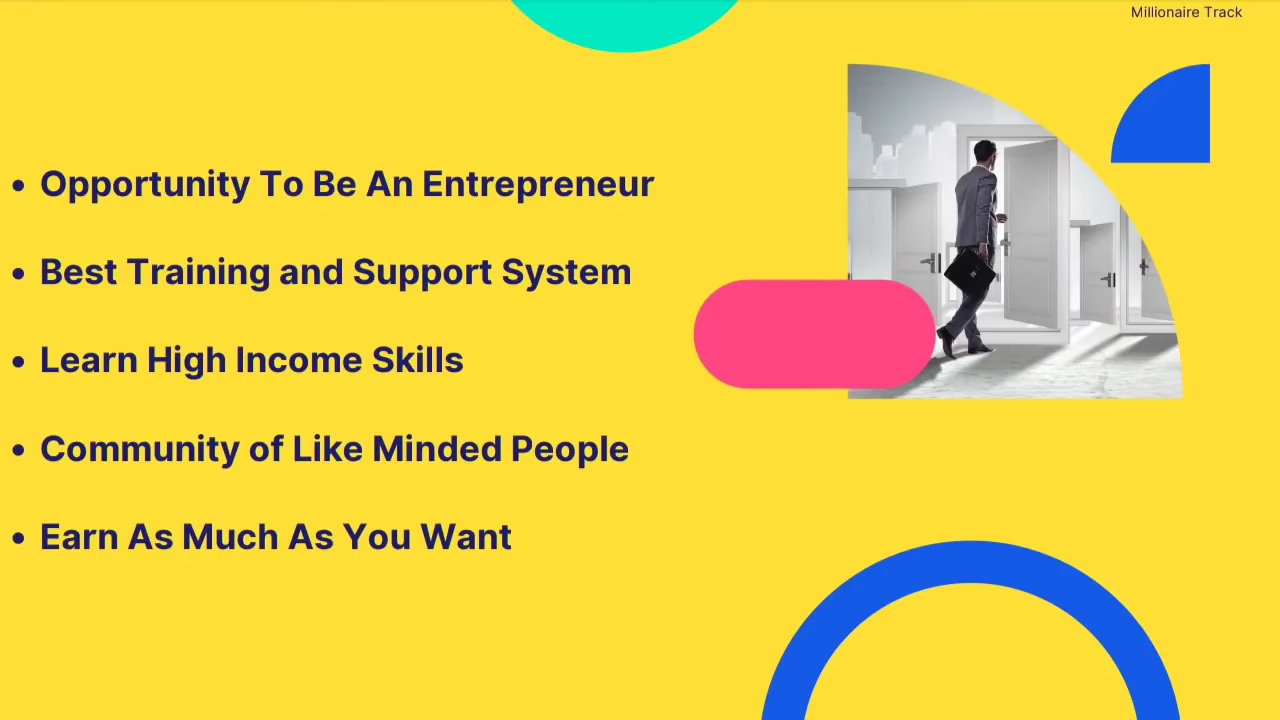 Millionaire Track
• Opportunity To Be An Entrepreneur
• Best Training and Support System
• Learn High Income Skills
• Community of Like Minded People
• Earn As Much As You Want